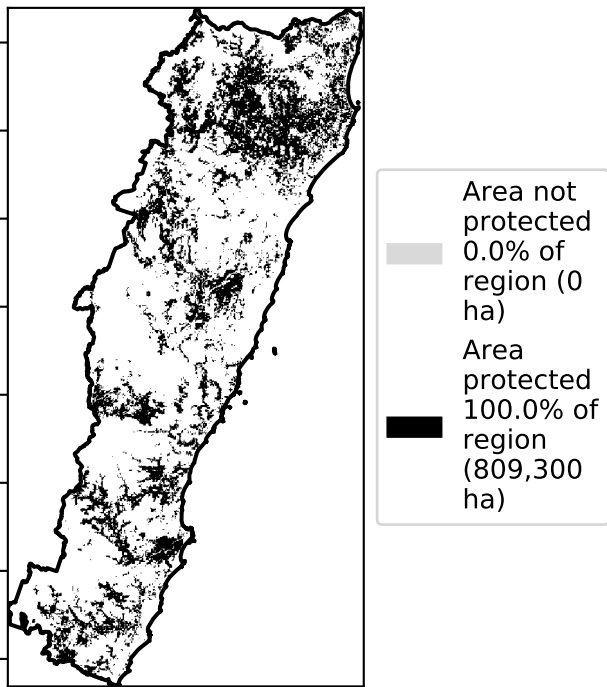 Area not
protected
0.0% of
region (0
ha)
Area
protected
100.0% of
region
(809,300
ha)